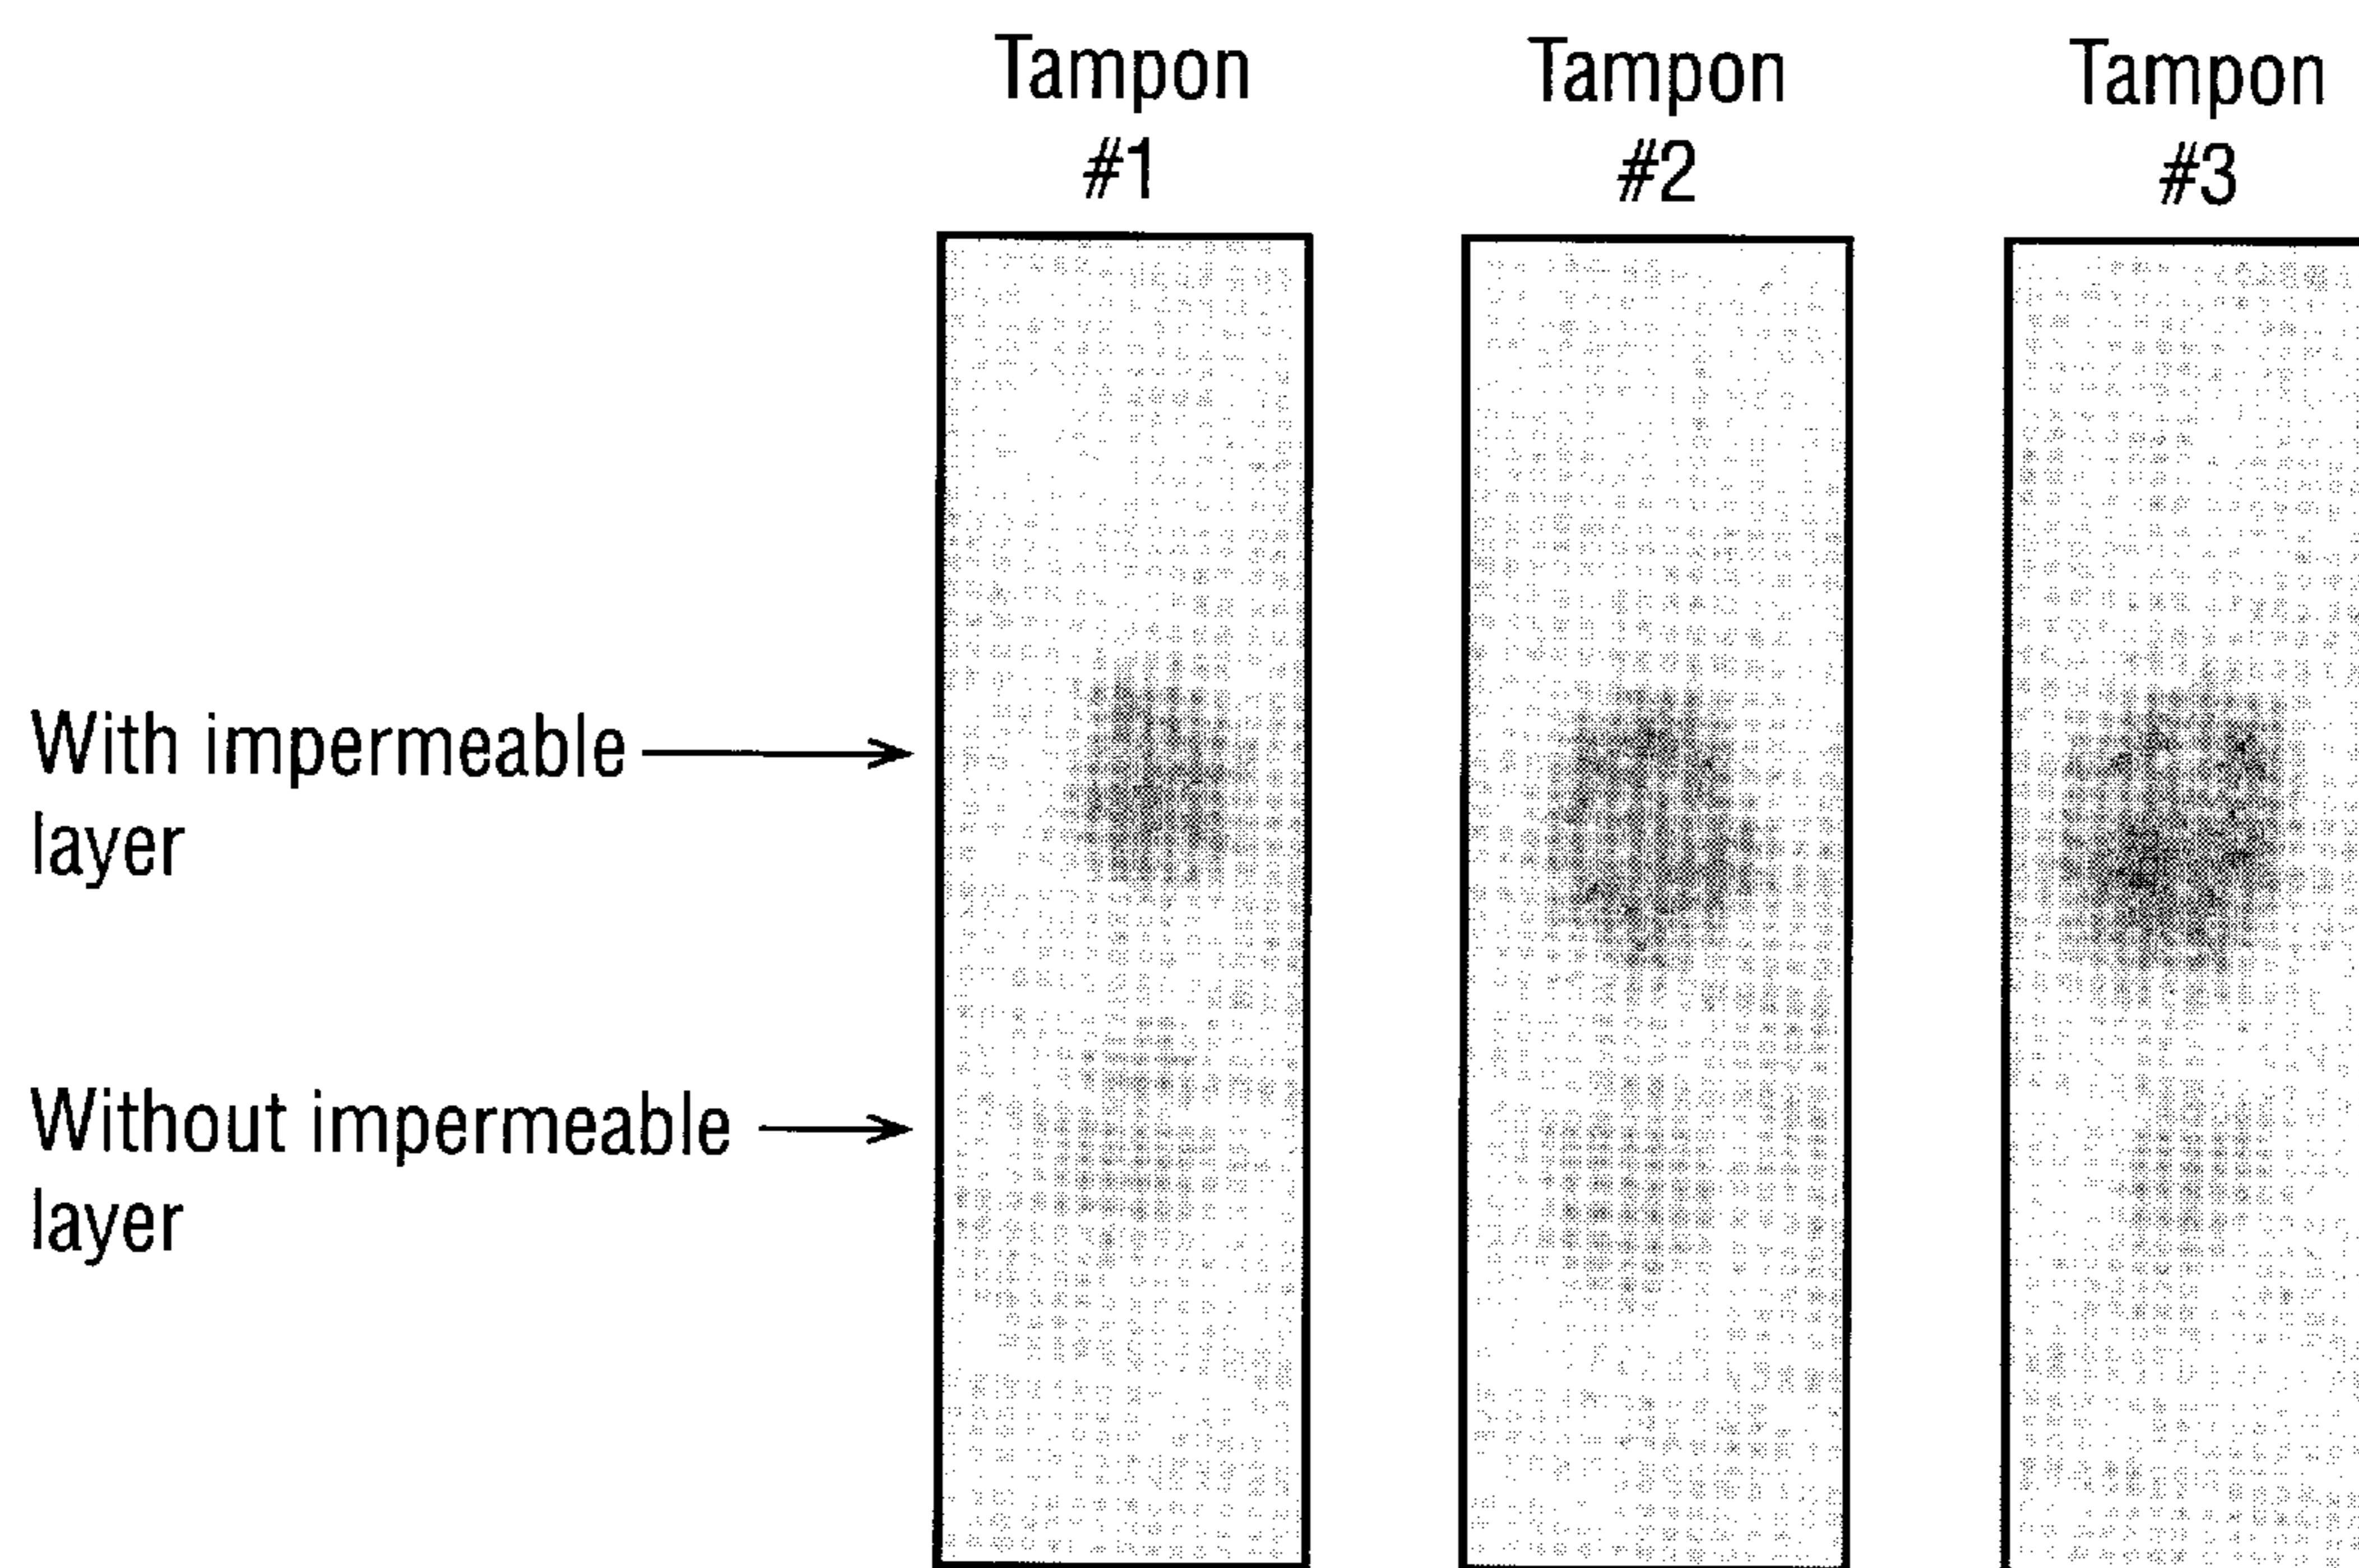 Tampon
#1
Tampon
#2
Tampon
#3
With impermeable
layer
Without impermeable
layer